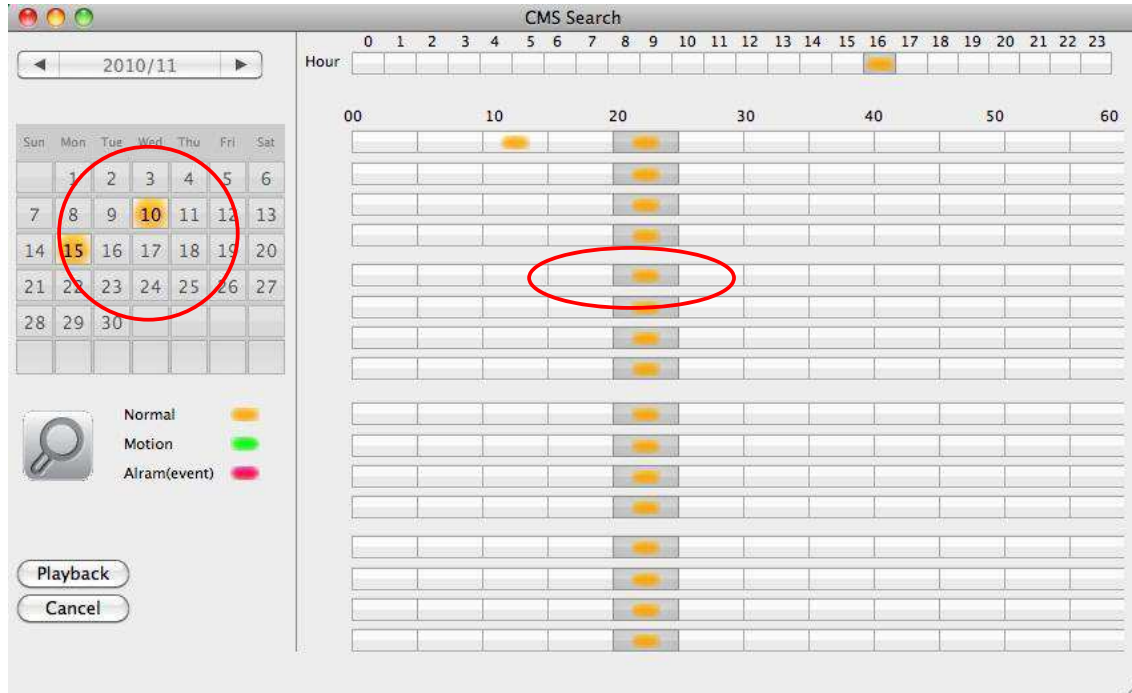 CMS Search
2010/11
Sun Mon Tue Wed Thu Fri Sat
1 2 3 4 5 6
7 8 9 10 11 12 13
14 15 16 17 18 19 20
21 22 23 24 25 26 27
28 29 30
Normal
Motion
Alram(event)
Playback
Cancel
0 1 2 3 4 5 6 7 8 9 10 11 12 13 14 15 16 17 18 19 20 21 22 23
Hour
00 10 20 30 40 50 60